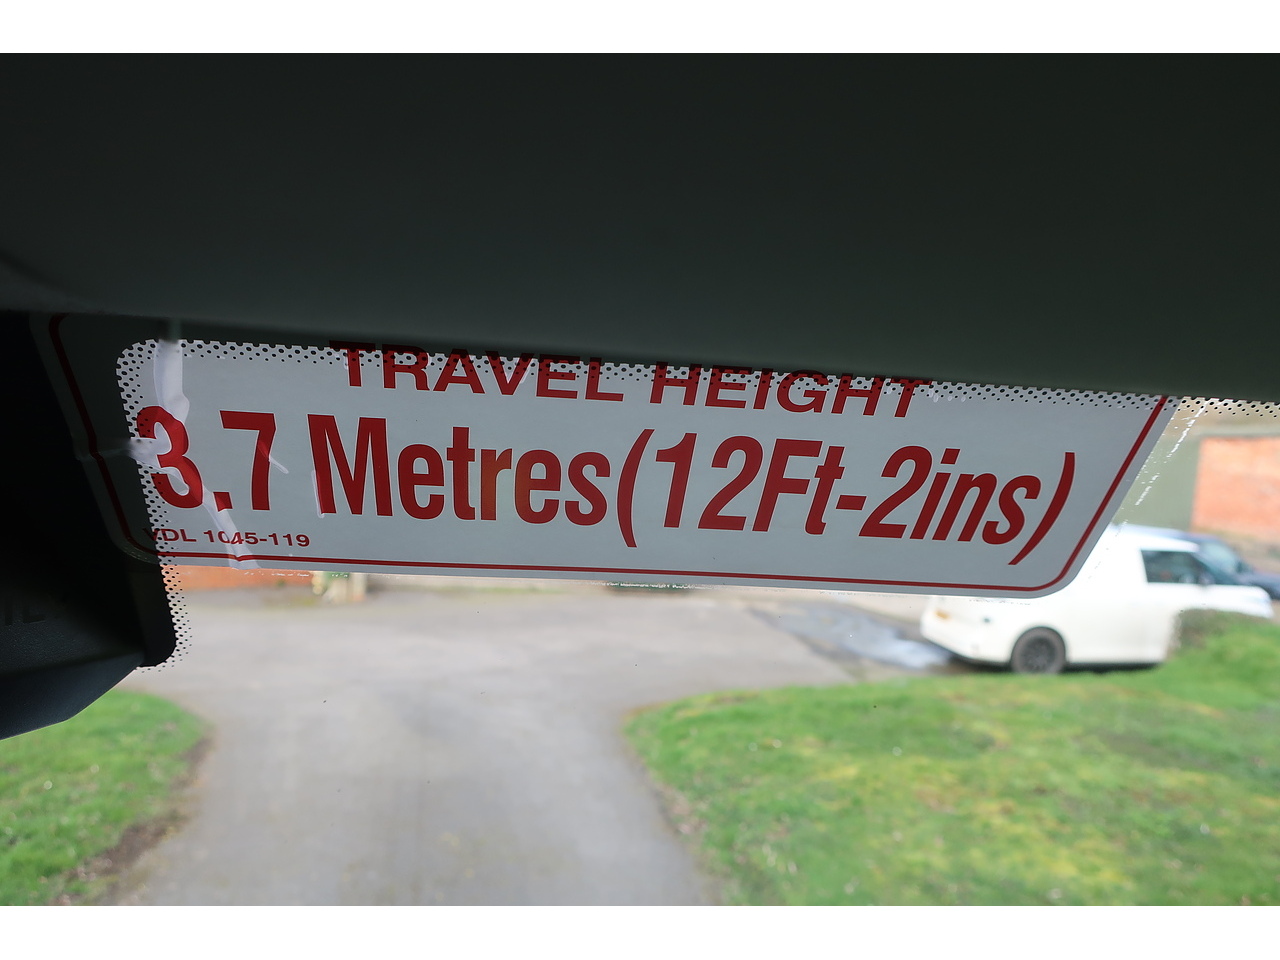 TRAVEL HEIGHT
3.7 Metres(12Ft-2ins)
VDL 1045-119